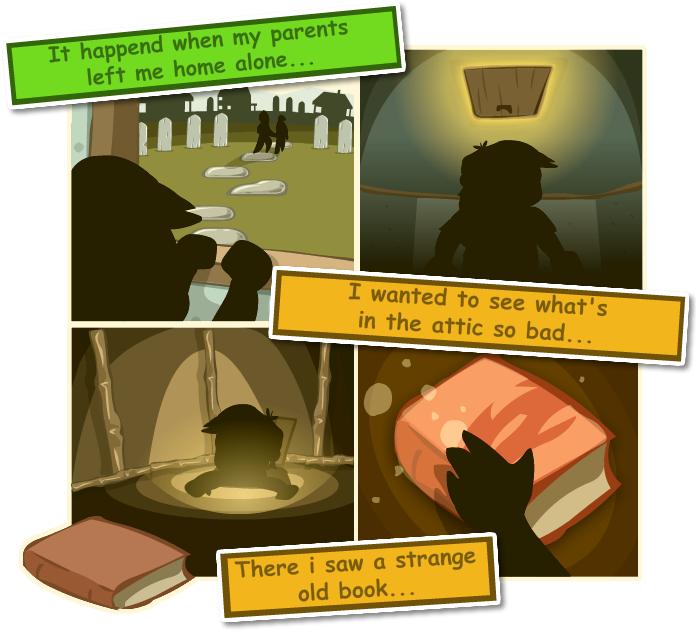 It happend when my parents
left me home alone...
I wanted to see what's
in the attic so bad...
There i saw a strange
old book...